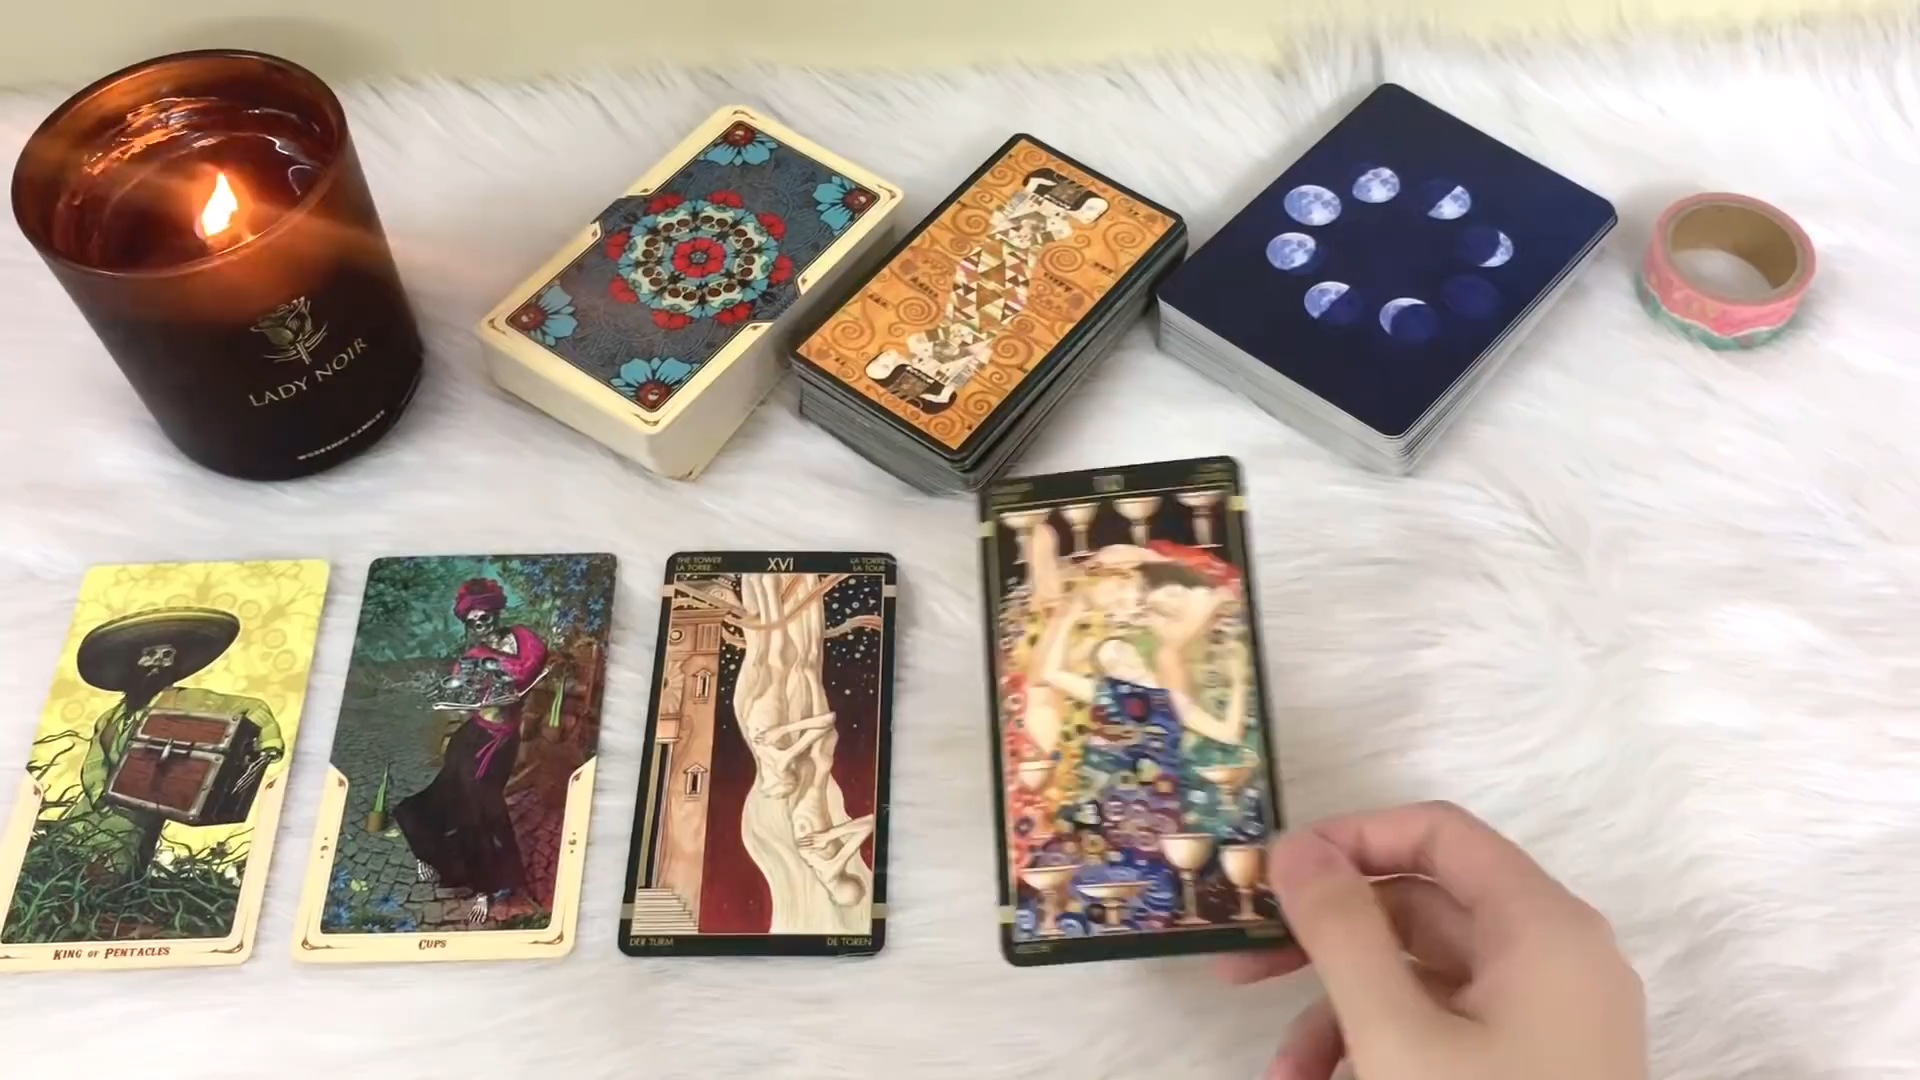 LADY NOIR
THE TOWER
LA TORRE
XVI
LA TORRE
LA TOUR
DER TURM
DE TOREN
KING OF PENTACLES
CUPS